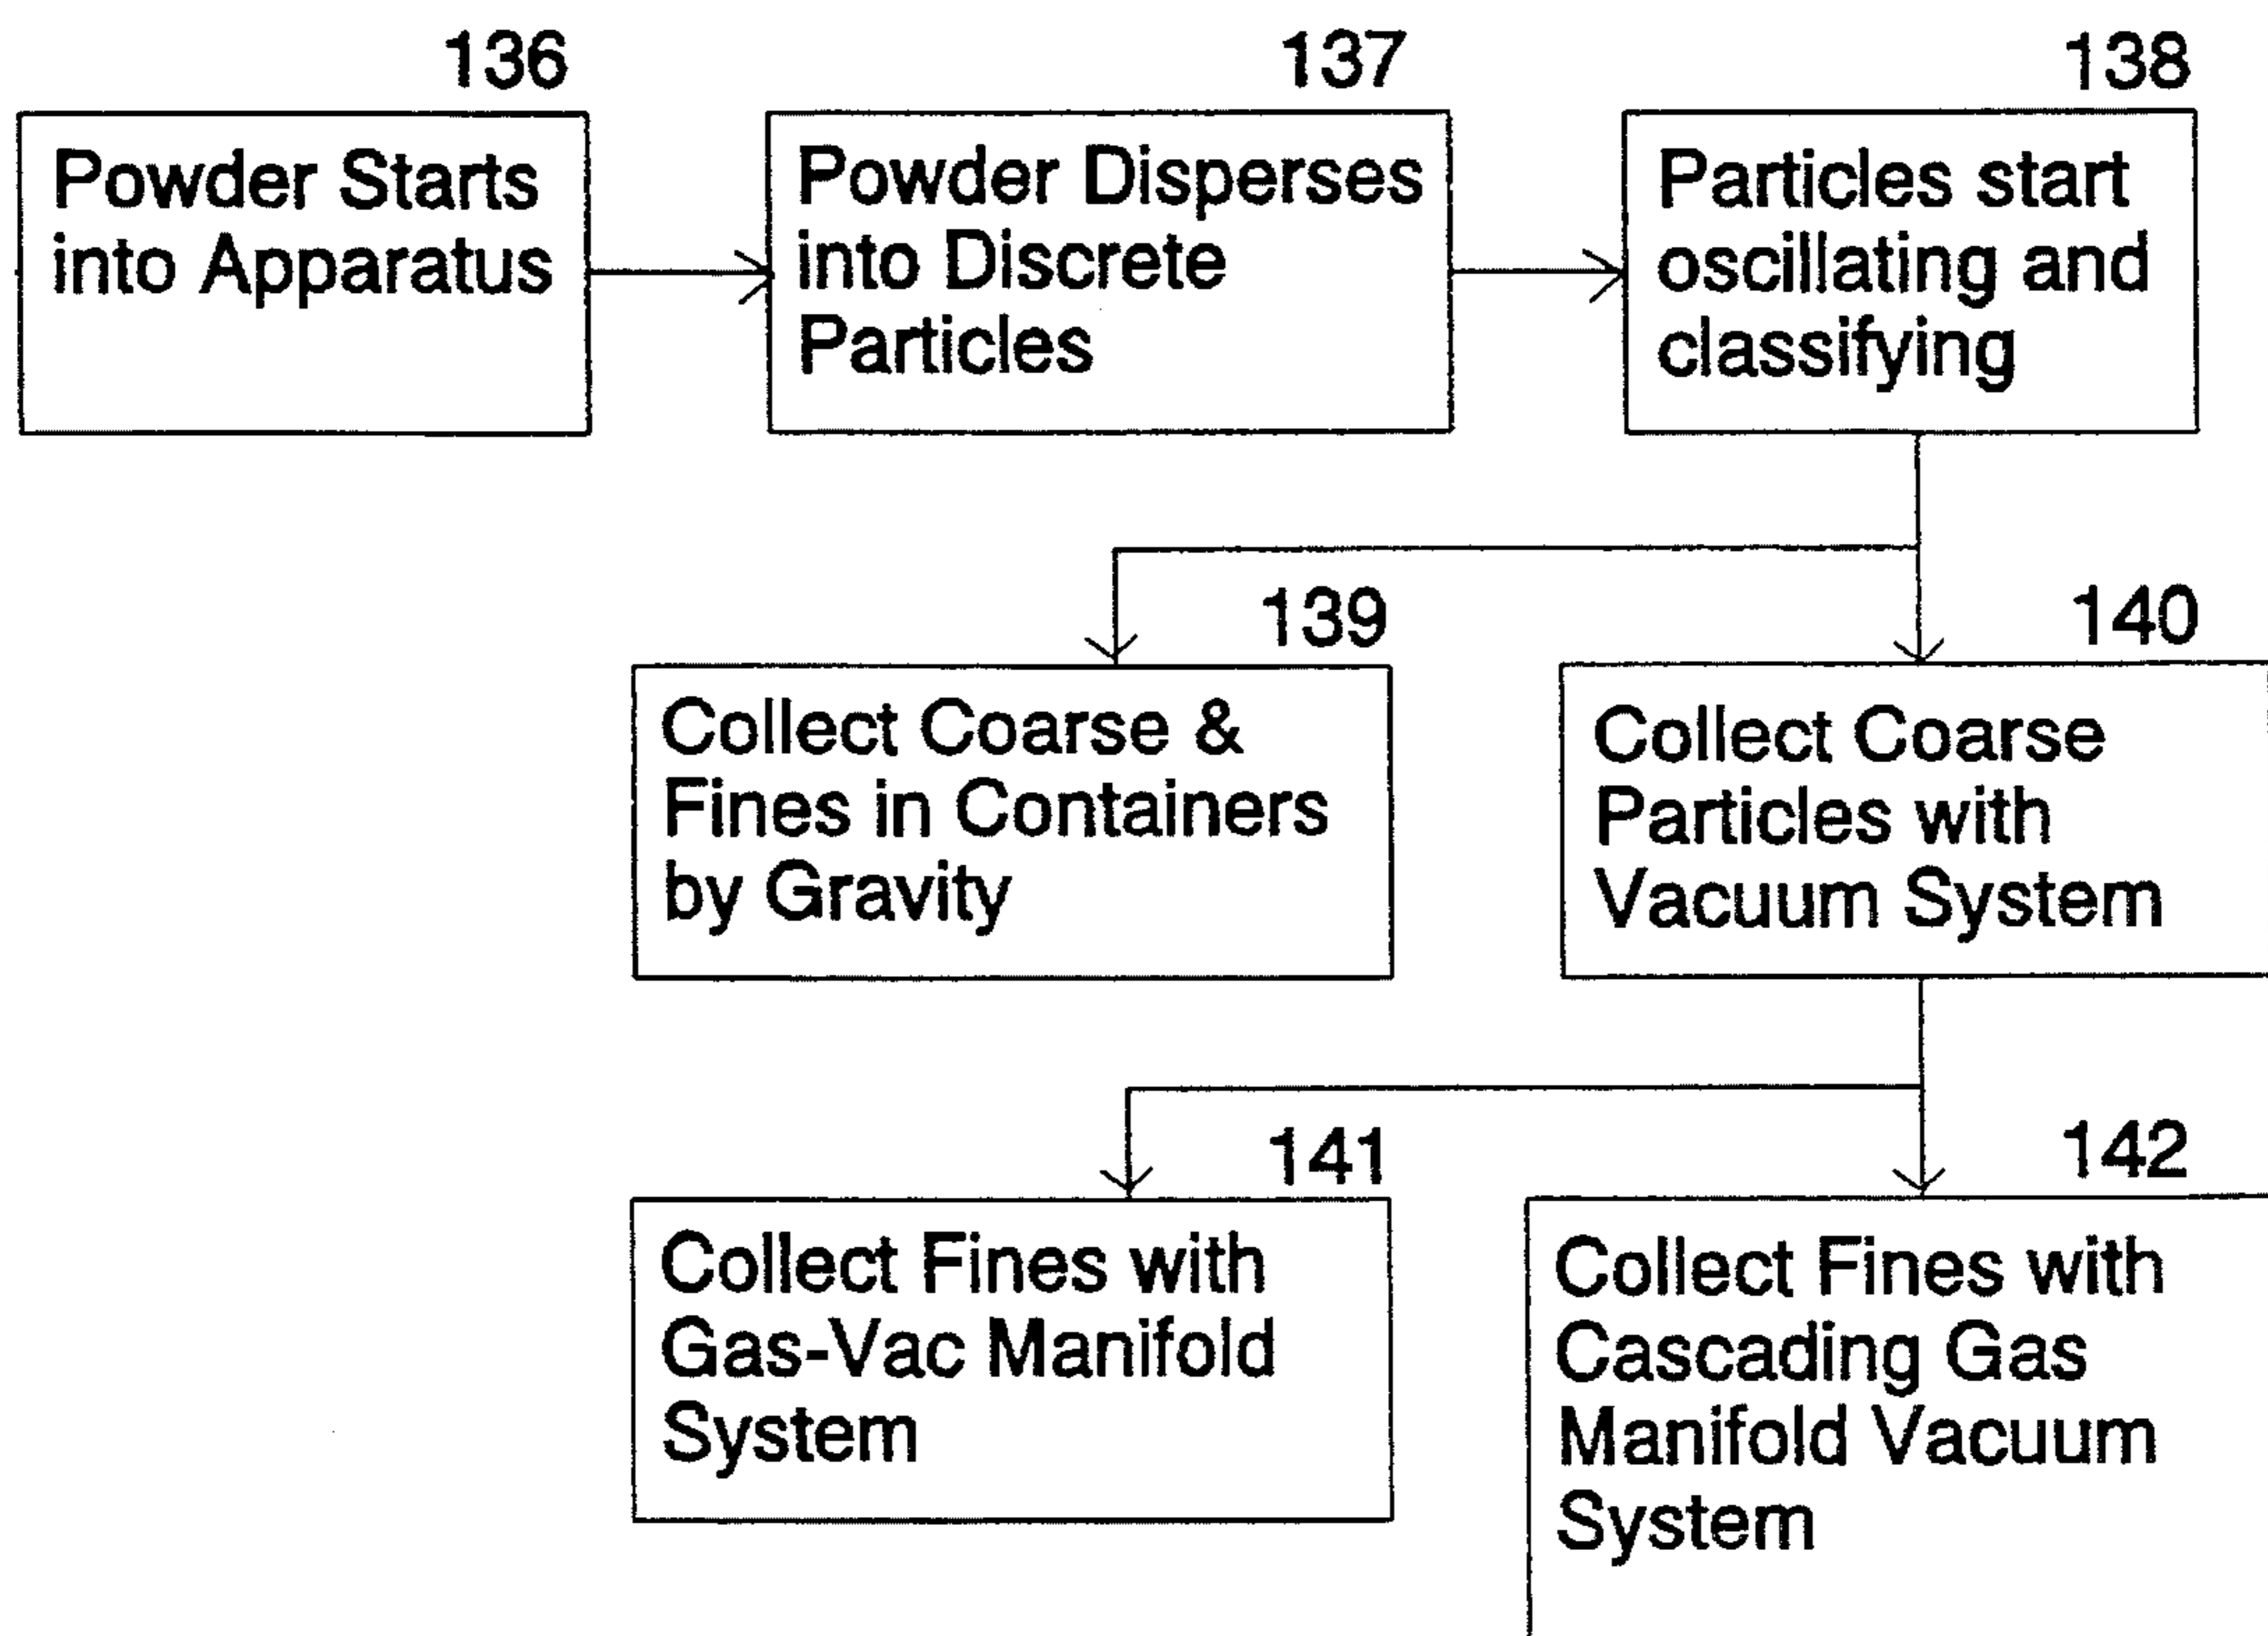 136
Powder Starts
into Apparatus
137
Powder Disperses
into Discrete
Particles
138
Particles start
oscillating and
classifying
139
Collect Coarse &
Fines in Containers
by Gravity
140
Collect Coarse
Particles with
Vacuum System
141
Collect Fines with
Gas-Vac Manifold
System
142
Collect Fines with
Cascading Gas
Manifold Vacuum
System